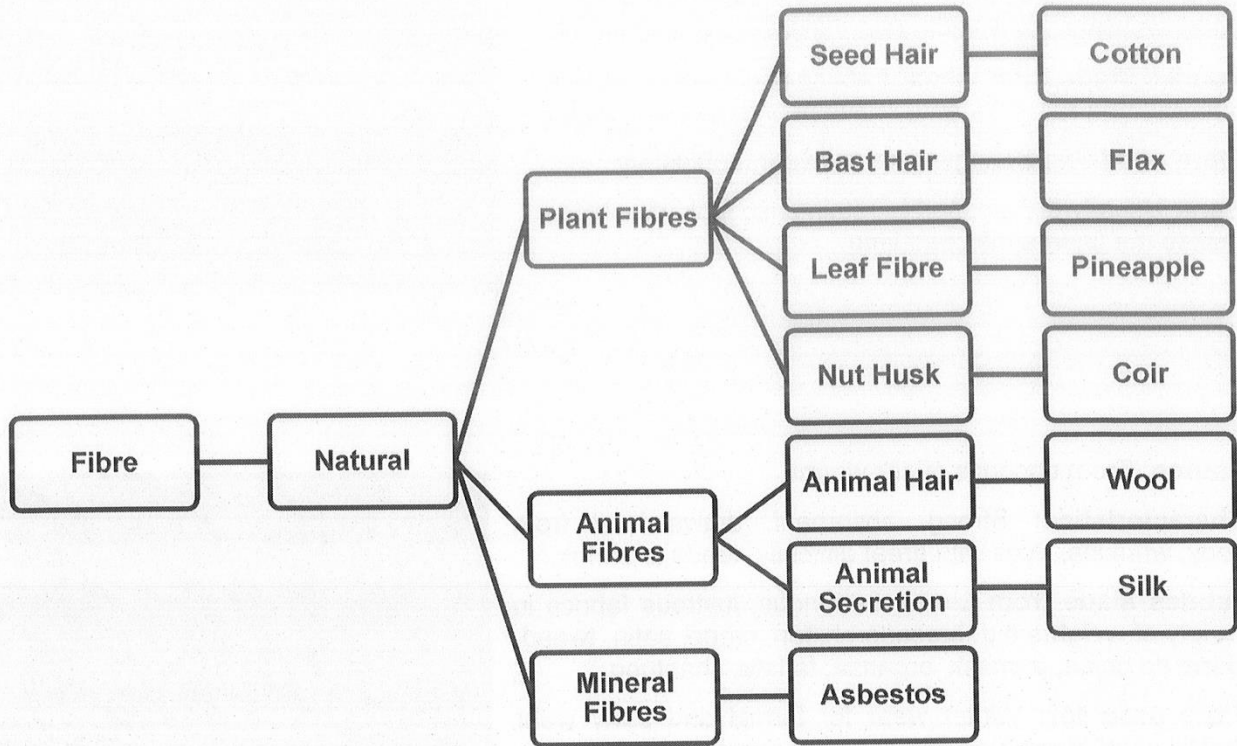 Fibre
Natural
Plant Fibres
Seed Hair
Cotton
Bast Hair
Flax
Leaf Fibre
Pineapple
Nut Husk
Coir
Animal
Fibres
Animal Hair
Wool
Animal
Secretion
Silk
Mineral
Fibres
Asbestos